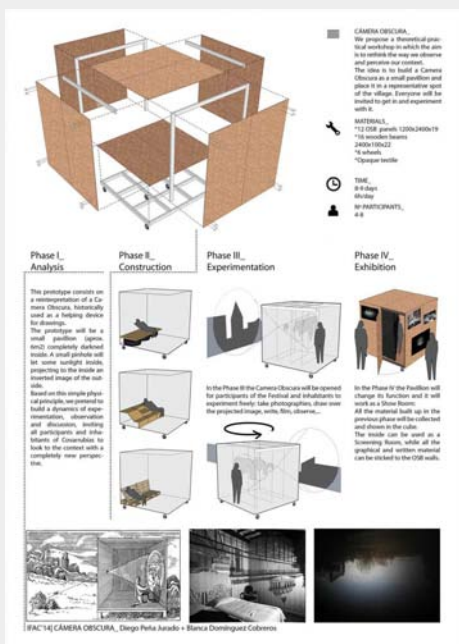 CÂMERA OBSCURA_
We propose a theoretical-prac-
tical workshop in which the aim
is to rethink the way we observe
and perceive our context.
The idea is to build a Camera
Obscura as a small pavilion and
place it in a representative spot
of the village. Everyone will be
invited to get in and experiment
with it.
MATERIALS_
*12 OSB panels 1200x2400x19
*16 wooden beams
2400x100x22
*6 wheels
*Opaque textile
TIME_
8-9 days
6h/day
Nº PARTICIPANTS_
4-8
Phase I_
Analysis
This prototype consists on
a reinterpretation of a Ca-
mera Obscura, historically
used as a helping device
for drawings.
The prototype will be a
small pavilion (aprox.
6m2) completely darkned
inside. A small pinhole will
let some sunlight inside,
projecting to the inside an
inverted image of the out-
side.
Based on this simple physi-
cal principle, we pretend to
build a dynamics of expe-
rimentation, observation
and discussion, inviting
all participants and inha-
bitants of Covarrubias to
look to the context with a
completely new perspec-
tive.
Phase II_
Construction
Phase III_
Experimentation
In the Phase III the Camera Obscura will be opened
for participants of the Festival and Inhabitants to
experiment freely: take photographies, draw over
the projected image, write, film, observe,...
Phase IV_
Exhibition
In the Phase IV the Pavilion will
change its function and it will
work as a Show Room:
All the material built up in the
previous phase will be collected
and shown in the cube.
The inside can be used as a
Screening Room, while all the
graphical and written material
can be sticked to the OSB walls.
IFAC'14| CÂMERA OBSCURA_ Diego Peña Jurado + Blanca Domínguez Cobreros